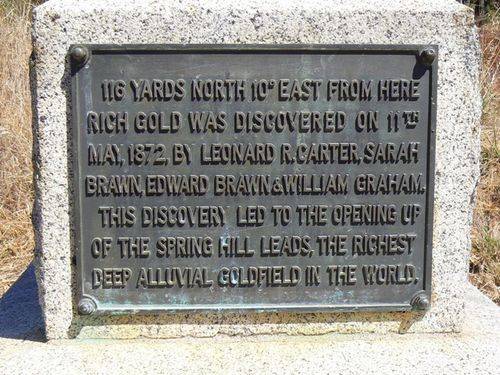 116 YARDS NORTH 10° EAST FROM HERE
RICH GOLD WAS DISCOVERED ON 11TH
MAY, 1872, BY LEONARD R. CARTER, SARAH
BRAWN, EDWARD BRAWN & WILLIAM GRAHAM.
THIS DISCOVERY LED TO THE OPENING UP
OF THE SPRING HILL LEADS, THE RICHEST
DEEP ALLUVIAL GOLDFIELD IN THE WORLD.